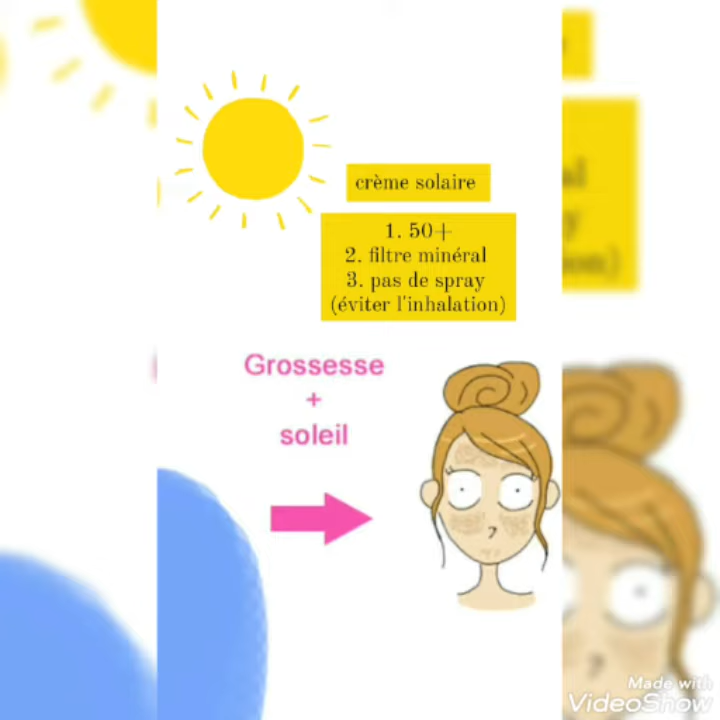 crème solaire
1. 50+
2. filtre minéral
3. pas de spray
(éviter l'inhalation)
Grossesse
+
soleil
Made with
VideoShow